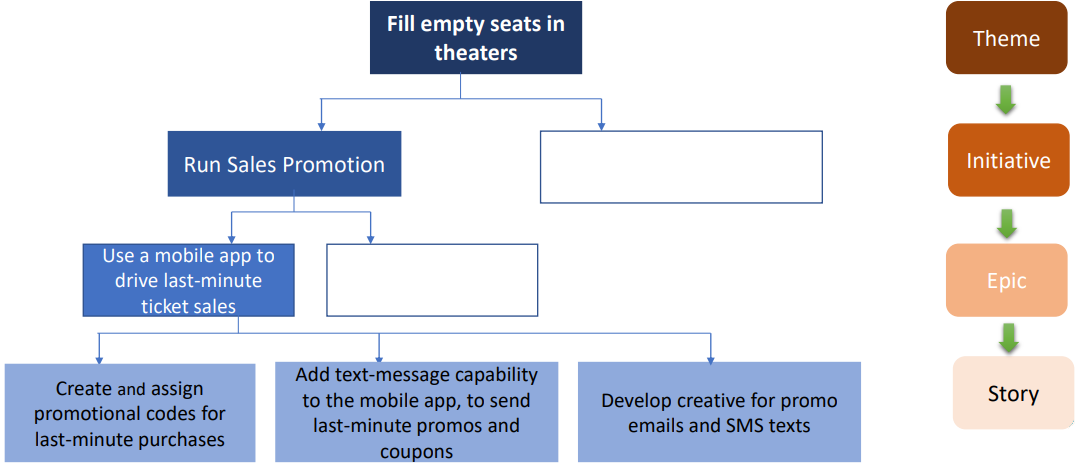 Fill empty seats in
theaters
Theme
Run Sales Promotion
Initiative
Use a mobile app to
drive last-minute
ticket sales
Epic
Create and assign
promotional codes for
last-minute purchases
Add text-message capability
to the mobile app, to send
last-minute promos and
coupons
Develop creative for promo
emails and SMS texts
Story